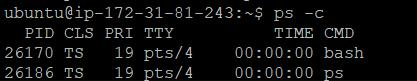 ubuntu@ip-172-31-81-243:~$ ps -c
PID CLS PRI TTY TIME CMD
26170 TS 19 pts/4 00:00:00 bash
26186 TS 19 pts/4 00:00:00 ps